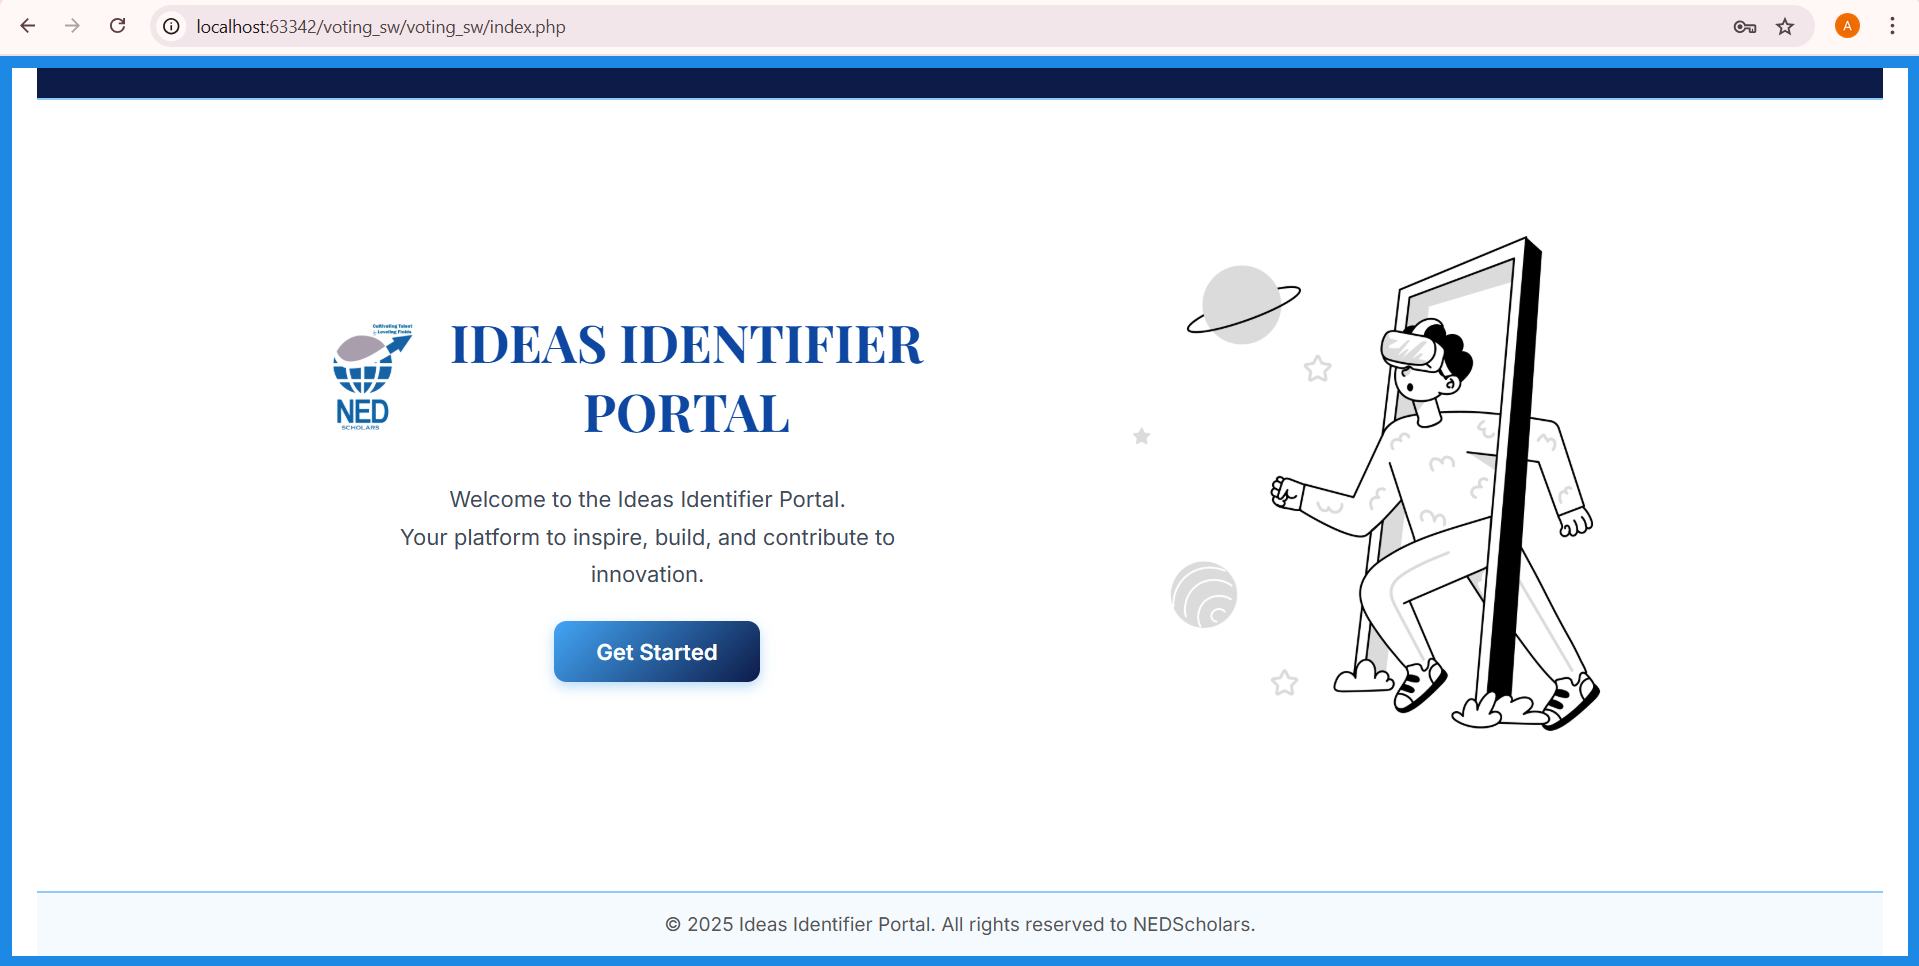 localhost:63342/voting_sw/voting_sw/index.php
A
Cultivating Talent
& Leveling Fields
NED
SCHOLARS
IDEAS IDENTIFIER
PORTAL
Welcome to the Ideas Identifier Portal.
Your platform to inspire, build, and contribute to
innovation.
Get Started
© 2025 Ideas Identifier Portal. All rights reserved to NEDScholars.